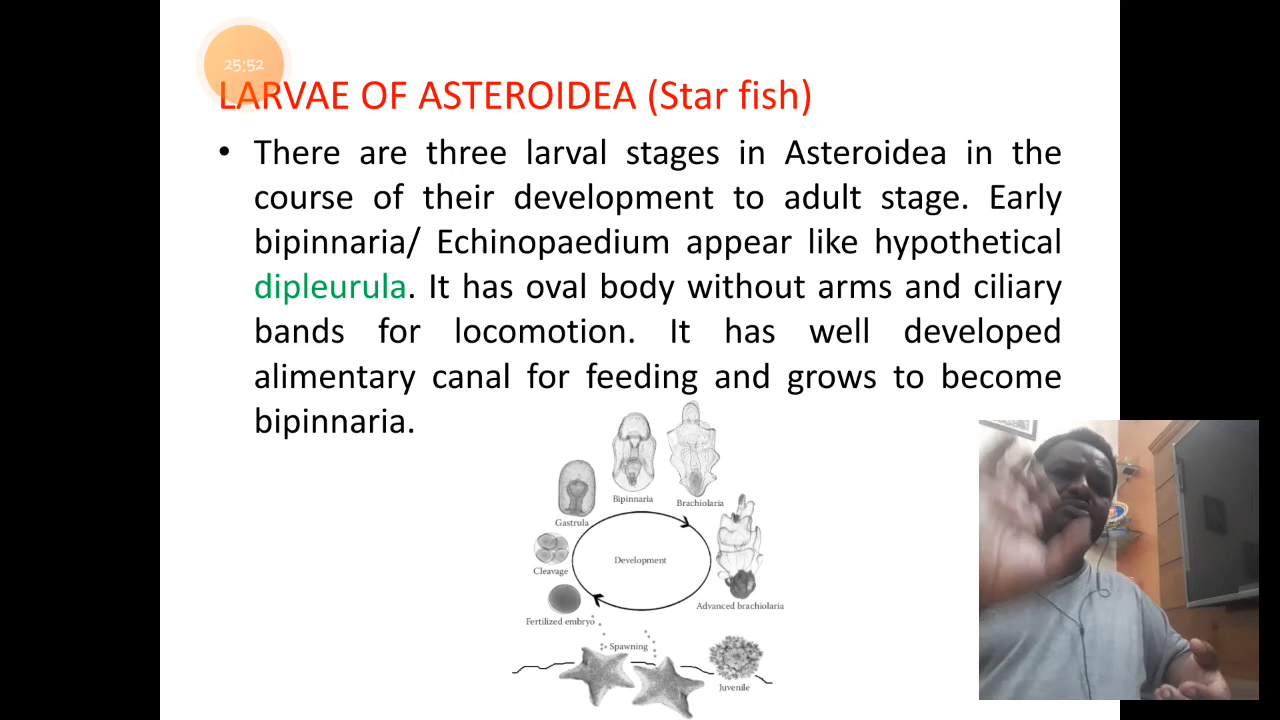 25:52
LARVAE OF ASTEROIDEA (Star fish)
• There are three larval stages in Asteroidea in the
course of their development to adult stage. Early
bipinnaria/ Echinopaedium appear like hypothetical
dipleurula. It has oval body without arms and ciliary
bands for locomotion. It has well developed
alimentary canal for feeding and grows to become
bipinnaria.
Bipinnaria
Brachiolaria
Gastrula
Development
Cleavage
Advanced brachiolaria
Fertilized embryo
Spawning
Juvenile